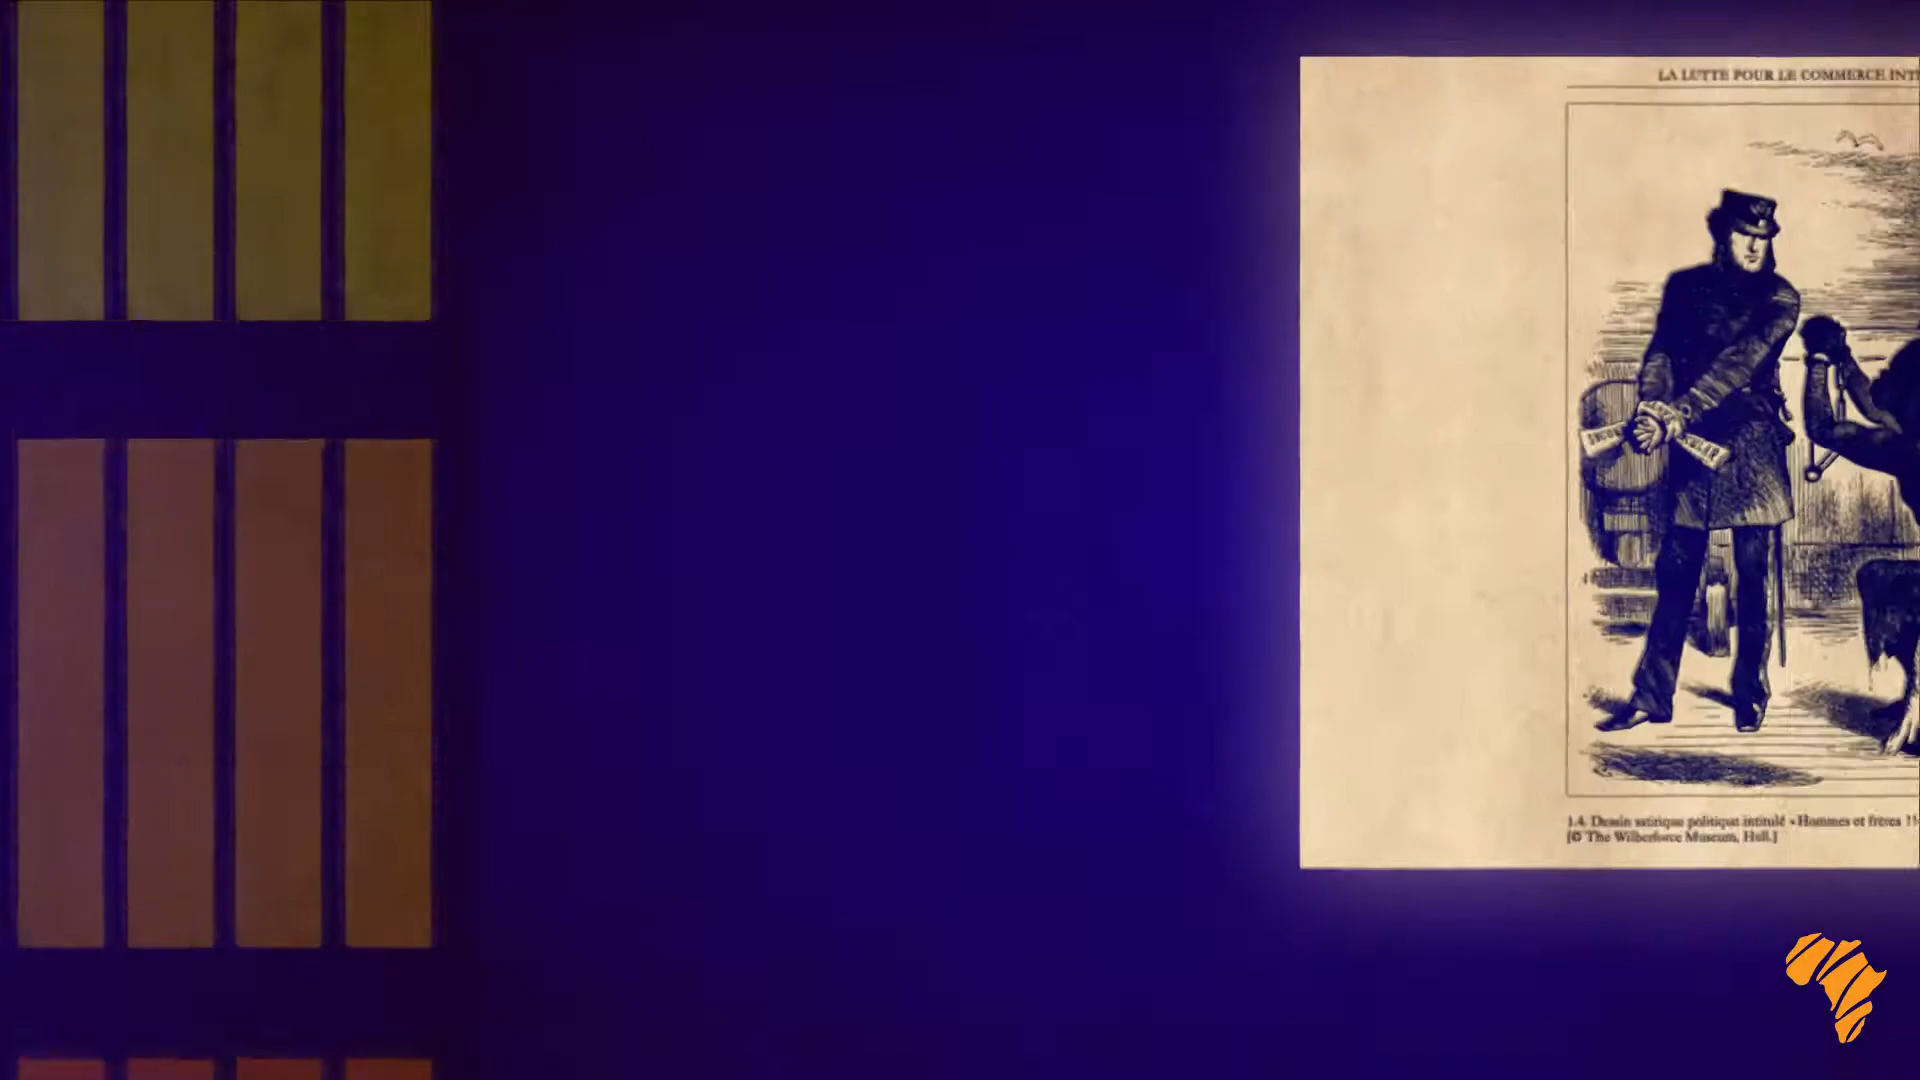 LA LUTTE POUR LE COMMERCE INT
1.4. Dessin satirique politique intitulé «Hommes et frères !!
[© The Wilberforce Museum, Hull.]